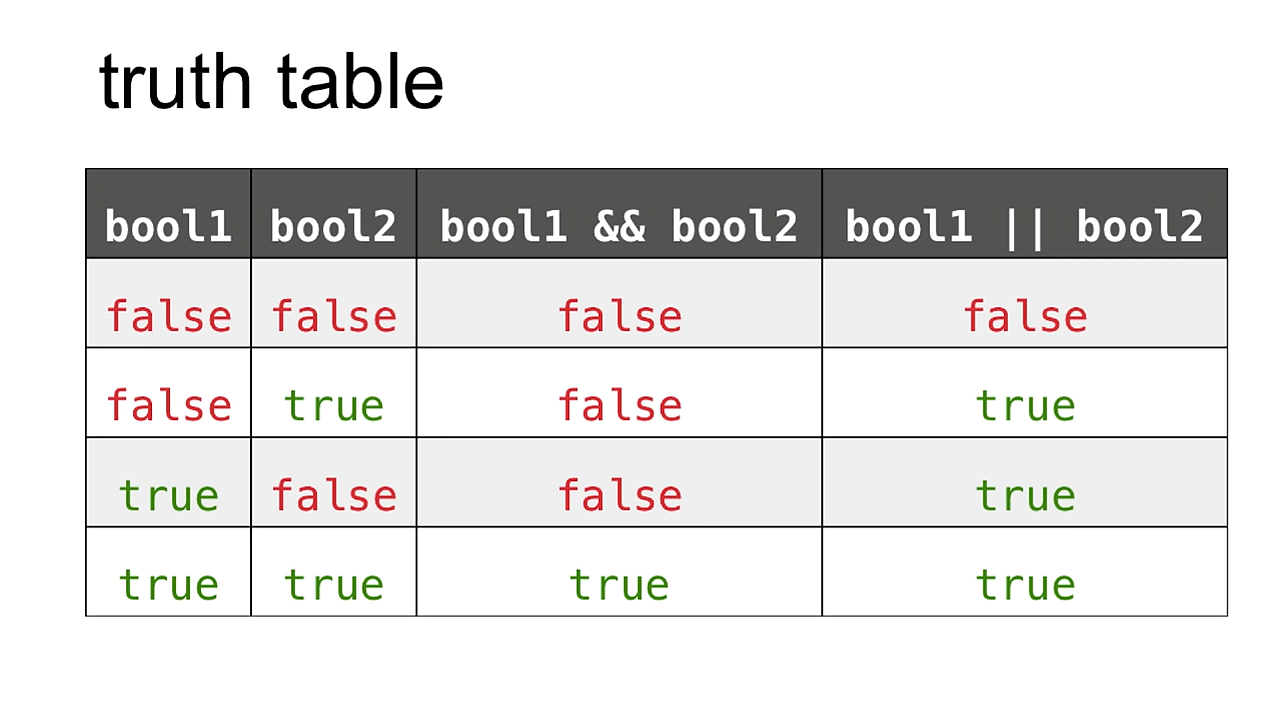 truth table
bool1 bool2 bool1 && bool2 bool1 || bool2
false false false false
false true false true
true false false true
true true true true